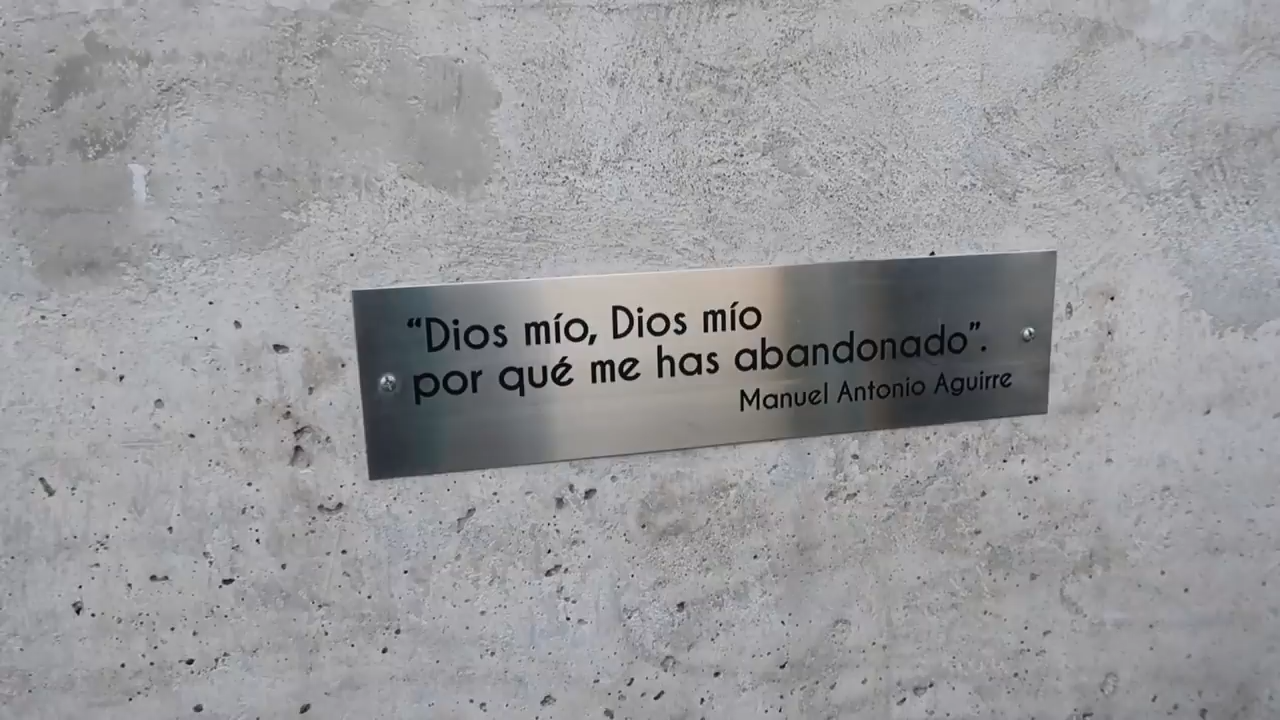 “Dios mío, Dios mío
por qué me has abandonado”.
Manuel Antonio Aguirre